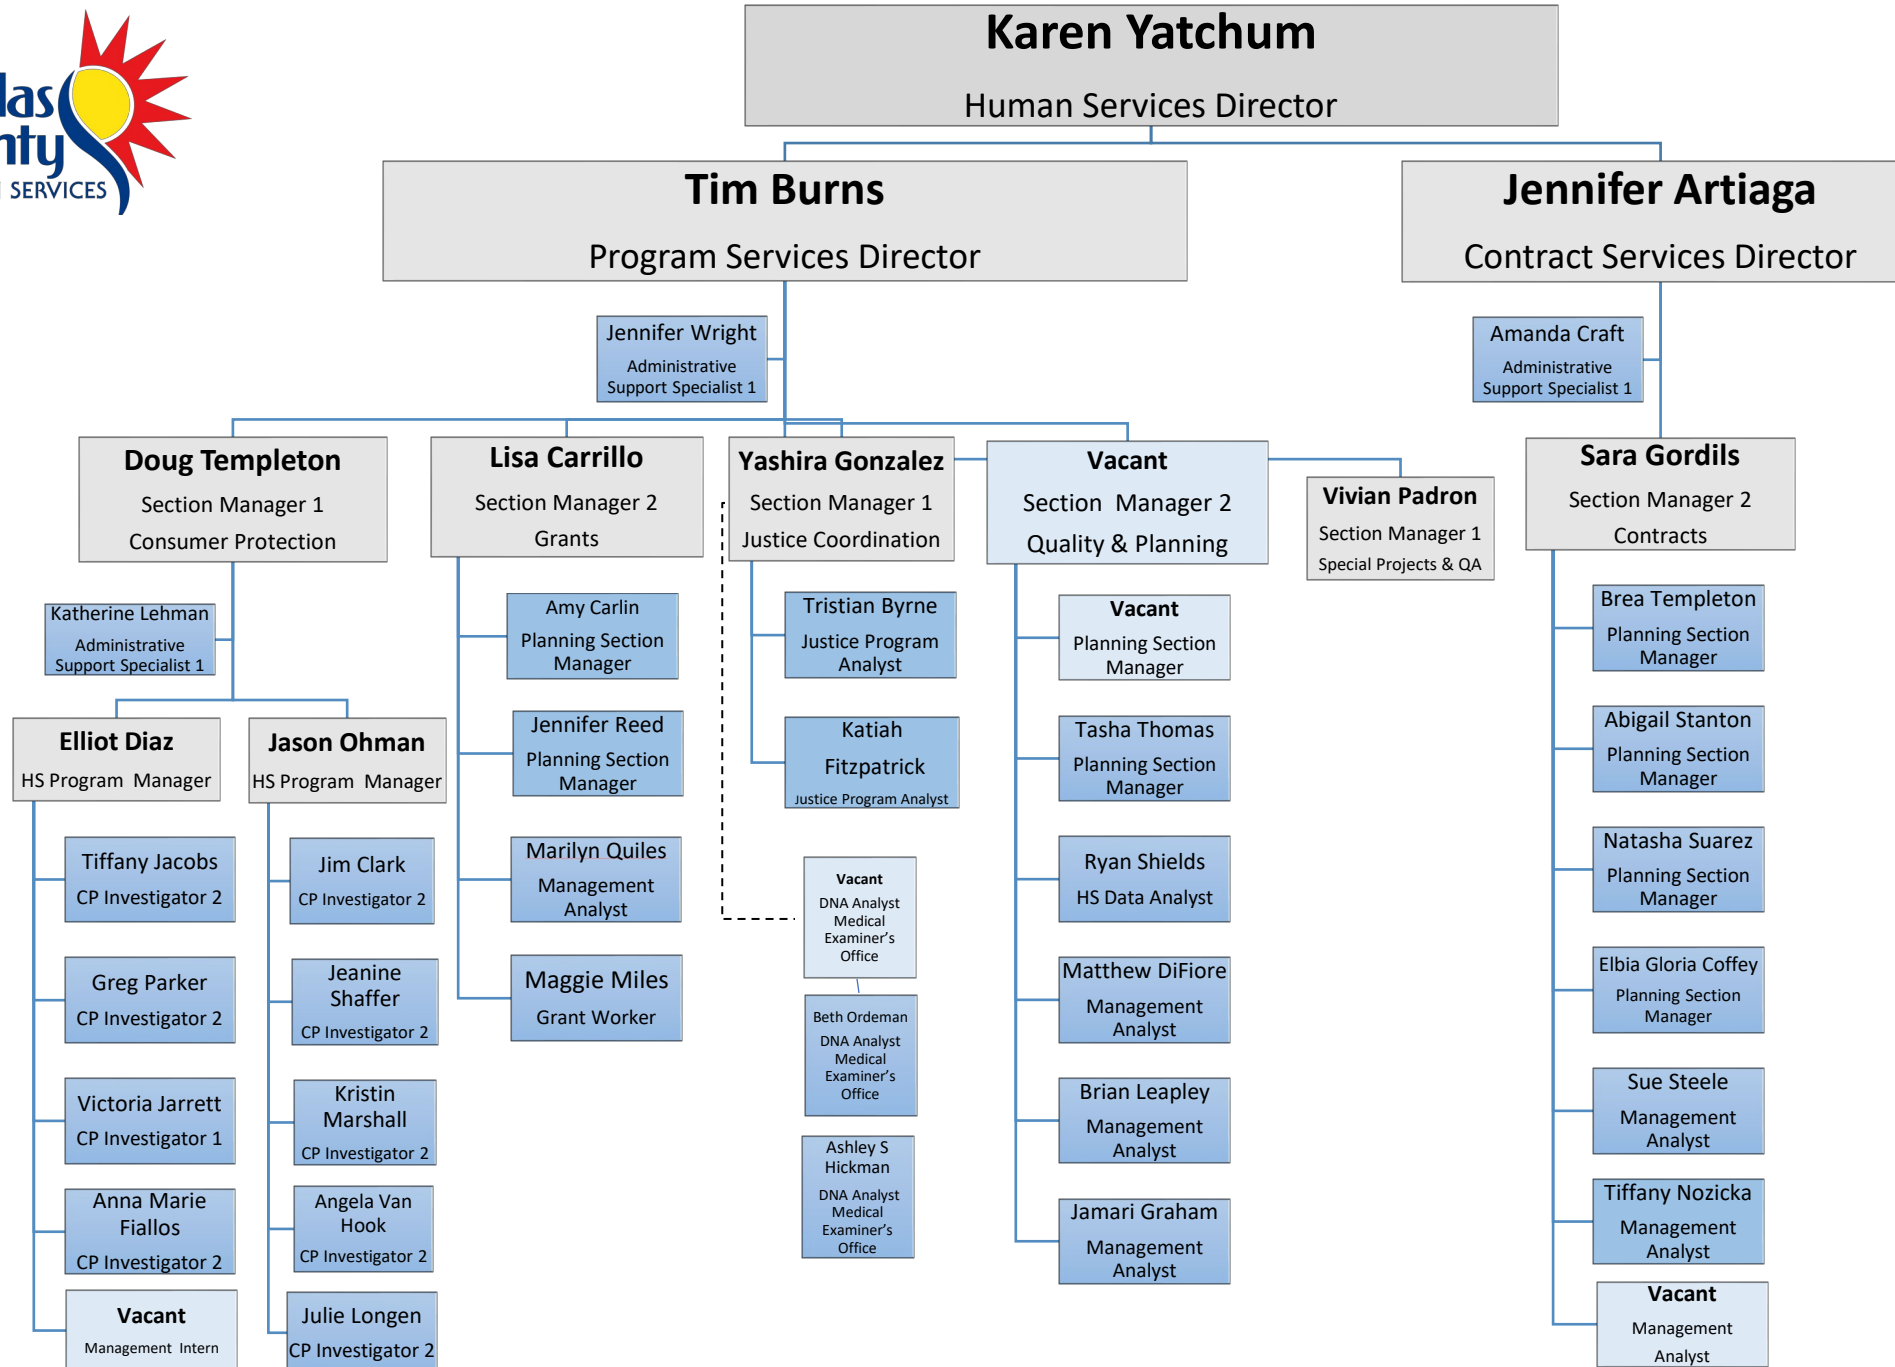 las
nty
SERVICES
Karen Yatchum
Human Services Director
Tim Burns
Program Services Director
Jennifer Artiaga
Contract Services Director
Jennifer Wright
Administrative
Support Specialist 1
Amanda Craft
Administrative
Support Specialist 1
Doug Templeton
Section Manager 1
Consumer Protection
Lisa Carrillo
Section Manager 2
Grants
Yashira Gonzalez
Section Manager 1
Justice Coordination
Vacant
Section Manager 2
Quality & Planning
Vivian Padron
Section Manager 1
Special Projects & QA
Sara Gordils
Section Manager 2
Contracts
Katherine Lehman
Administrative
Support Specialist 1
Elliot Diaz
HS Program Manager
Jason Ohman
HS Program Manager
Tiffany Jacobs
CP Investigator 2
Greg Parker
CP Investigator 2
Victoria Jarrett
CP Investigator 1
Anna Marie
Fiallos
CP Investigator 2
Vacant
Management Intern
Jim Clark
CP Investigator 2
Jeanine
Shaffer
CP Investigator 2
Kristin
Marshall
CP Investigator 2
Angela Van
Hook
CP Investigator 2
Julie Longen
CP Investigator 2
Amy Carlin
Planning Section
Manager
Jennifer Reed
Planning Section
Manager
Marilyn Quiles
Management
Analyst
Maggie Miles
Grant Worker
Tristian Byrne
Justice Program
Analyst
Katiah
Fitzpatrick
Justice Program Analyst
Vacant
DNA Analyst
Medical
Examiner’s
Office
Beth Ordeman
DNA Analyst
Medical
Examiner’s
Office
Ashley S
Hickman
DNA Analyst
Medical
Examiner’s
Office
Vacant
Planning Section
Manager
Tasha Thomas
Planning Section
Manager
Ryan Shields
HS Data Analyst
Matthew DiFiore
Management
Analyst
Brian Leapley
Management
Analyst
Jamari Graham
Management
Analyst
Brea Templeton
Planning Section
Manager
Abigail Stanton
Planning Section
Manager
Natasha Suarez
Planning Section
Manager
Elbia Gloria Coffey
Planning Section
Manager
Sue Steele
Management
Analyst
Tiffany Nozicka
Management
Analyst
Vacant
Management
Analyst